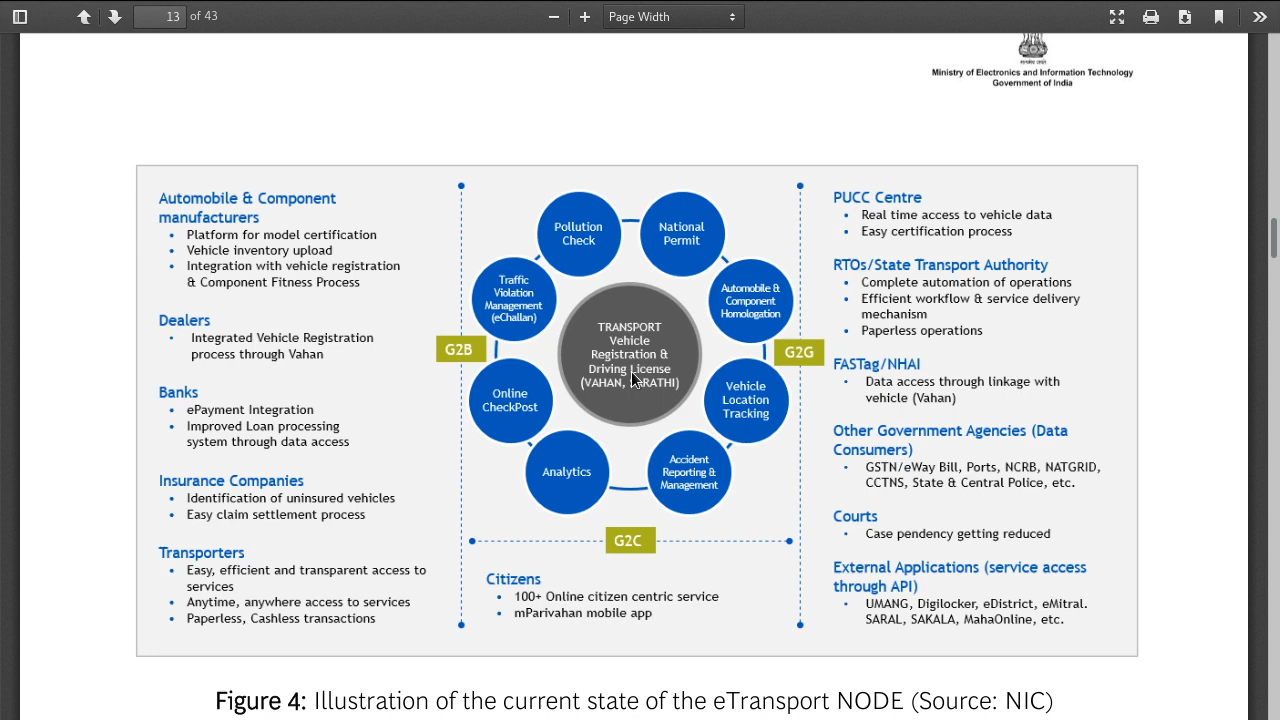 13 of 43
Page Width
Ministry of Electronics and Information Technology
Government of India
Automobile & Component
manufacturers
• Platform for model certification
• Vehicle inventory upload
• Integration with vehicle registration
& Component Fitness Process
Dealers
• Integrated Vehicle Registration
process through Vahan
Banks
• ePayment Integration
• Improved Loan processing
system through data access
Insurance Companies
• Identification of uninsured vehicles
• Easy claim settlement process
Transporters
• Easy, efficient and transparent access to
services
• Anytime, anywhere access to services
• Paperless, Cashless transactions
G2B
Pollution
Check
National
Permit
Traffic
Violation
Management
(eChallan)
Automobile &
Component
Homologation
TRANSPORT
Vehicle
Registration &
Driving License
(VAHAN,
Online
CheckPost
Vehicle
Location
Tracking
Analytics
Accident
Reporting &
Management
G2G
G2C
Citizens
• 100+ Online citizen centric service
• mParivahan mobile app
PUCC Centre
• Real time access to vehicle data
• Easy certification process
RTOs/State Transport Authority
• Complete automation of operations
• Efficient workflow & service delivery
mechanism
• Paperless operations
FASTag/NHAI
• Data access through linkage with
vehicle (Vahan)
Other Government Agencies (Data
Consumers)
• GSTN/eWay Bill, Ports, NCRB, NATGRID,
CCTNS, State & Central Police, etc.
Courts
• Case pendency getting reduced
External Applications (service access
through API)
• UMANG, Digilocker, eDistrict, eMitral.
SARAL, SAKALA, MahaOnline, etc.
Figure 4: Illustration of the current state of the eTransport NODE (Source: NIC)